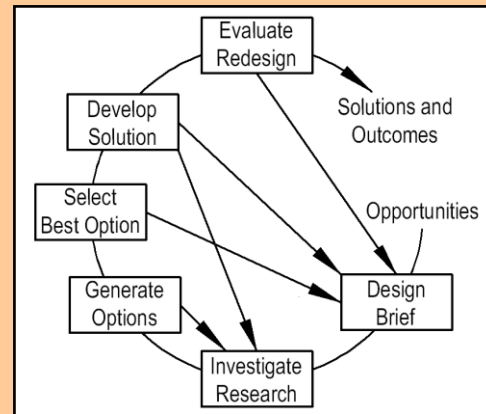 Evaluate
Redesign
Solutions and
Outcomes
Develop
Solution
Select
Best Option
Opportunities
Generate
Options
Design
Brief
Investigate
Research